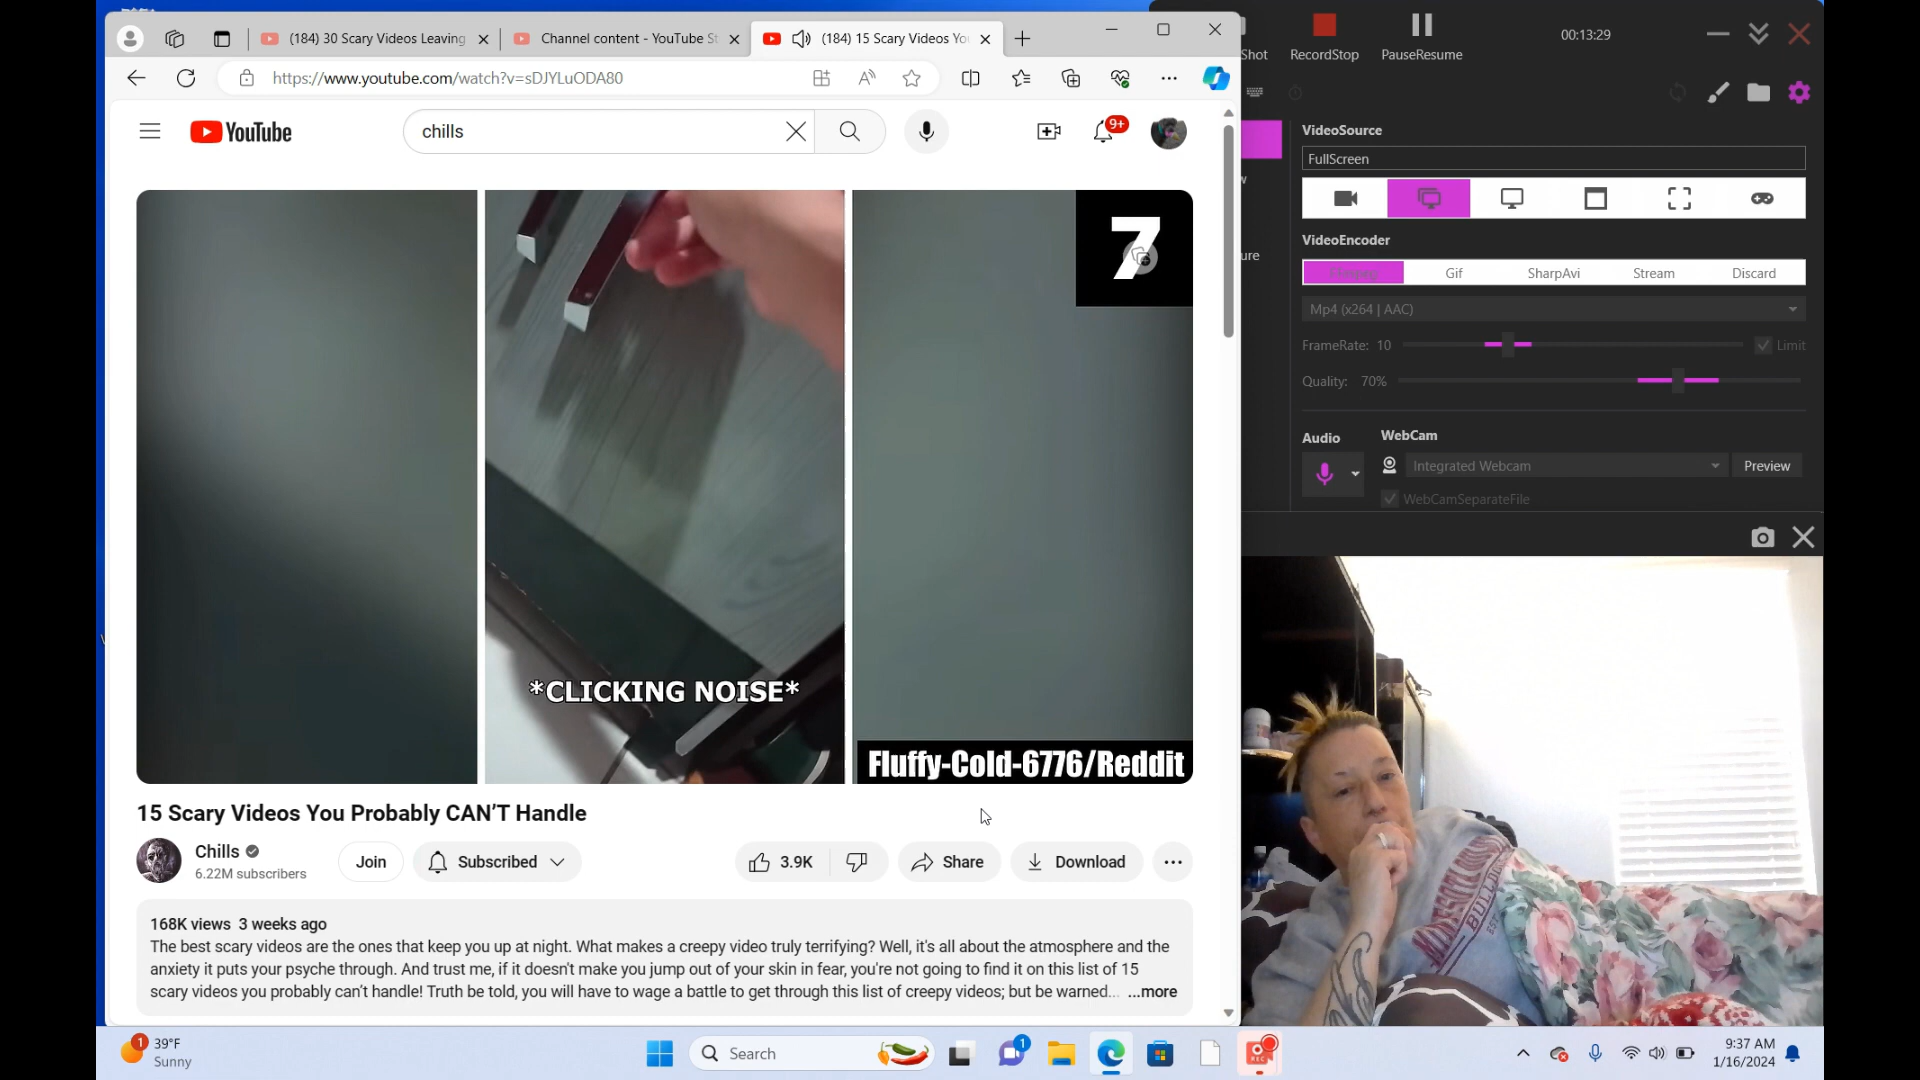 (184) 30 Scary Videos Leaving
Channel content - YouTube St
(184) 15 Scary Videos Yo
https://www.youtube.com/watch?v=sDJYLuODA80
YouTube
chills
9+
7
*CLICKING NOISE*
Fluffy-Cold-6776/Reddit
15 Scary Videos You Probably CAN'T Handle
Chills
6.22M subscribers
Join
Subscribed
3.9K
Share
Download
168K views 3 weeks ago
The best scary videos are the ones that keep you up at night. What makes a creepy video truly terrifying? Well, it's all about the atmosphere and the
anxiety it puts your psyche through. And trust me, if it doesn't make you jump out of your skin in fear, you're not going to find it on this list of 15
scary videos you probably can't handle! Truth be told, you will have to wage a battle to get through this list of creepy videos; but be warned... ...more
Shot
RecordStop
PauseResume
00:13:29
VideoSource
FullScreen
VideoEncoder
Gif
SharpAvi
Stream
Discard
Mp4 (x264 | AAC)
FrameRate: 10
Limit
Quality: 70%
Audio
WebCam
Integrated Webcam
Preview
WebCamSeparateFile
ure
BULLDO
1
39°F
Sunny
Search
1
REC
9:37 AM
1/16/2024